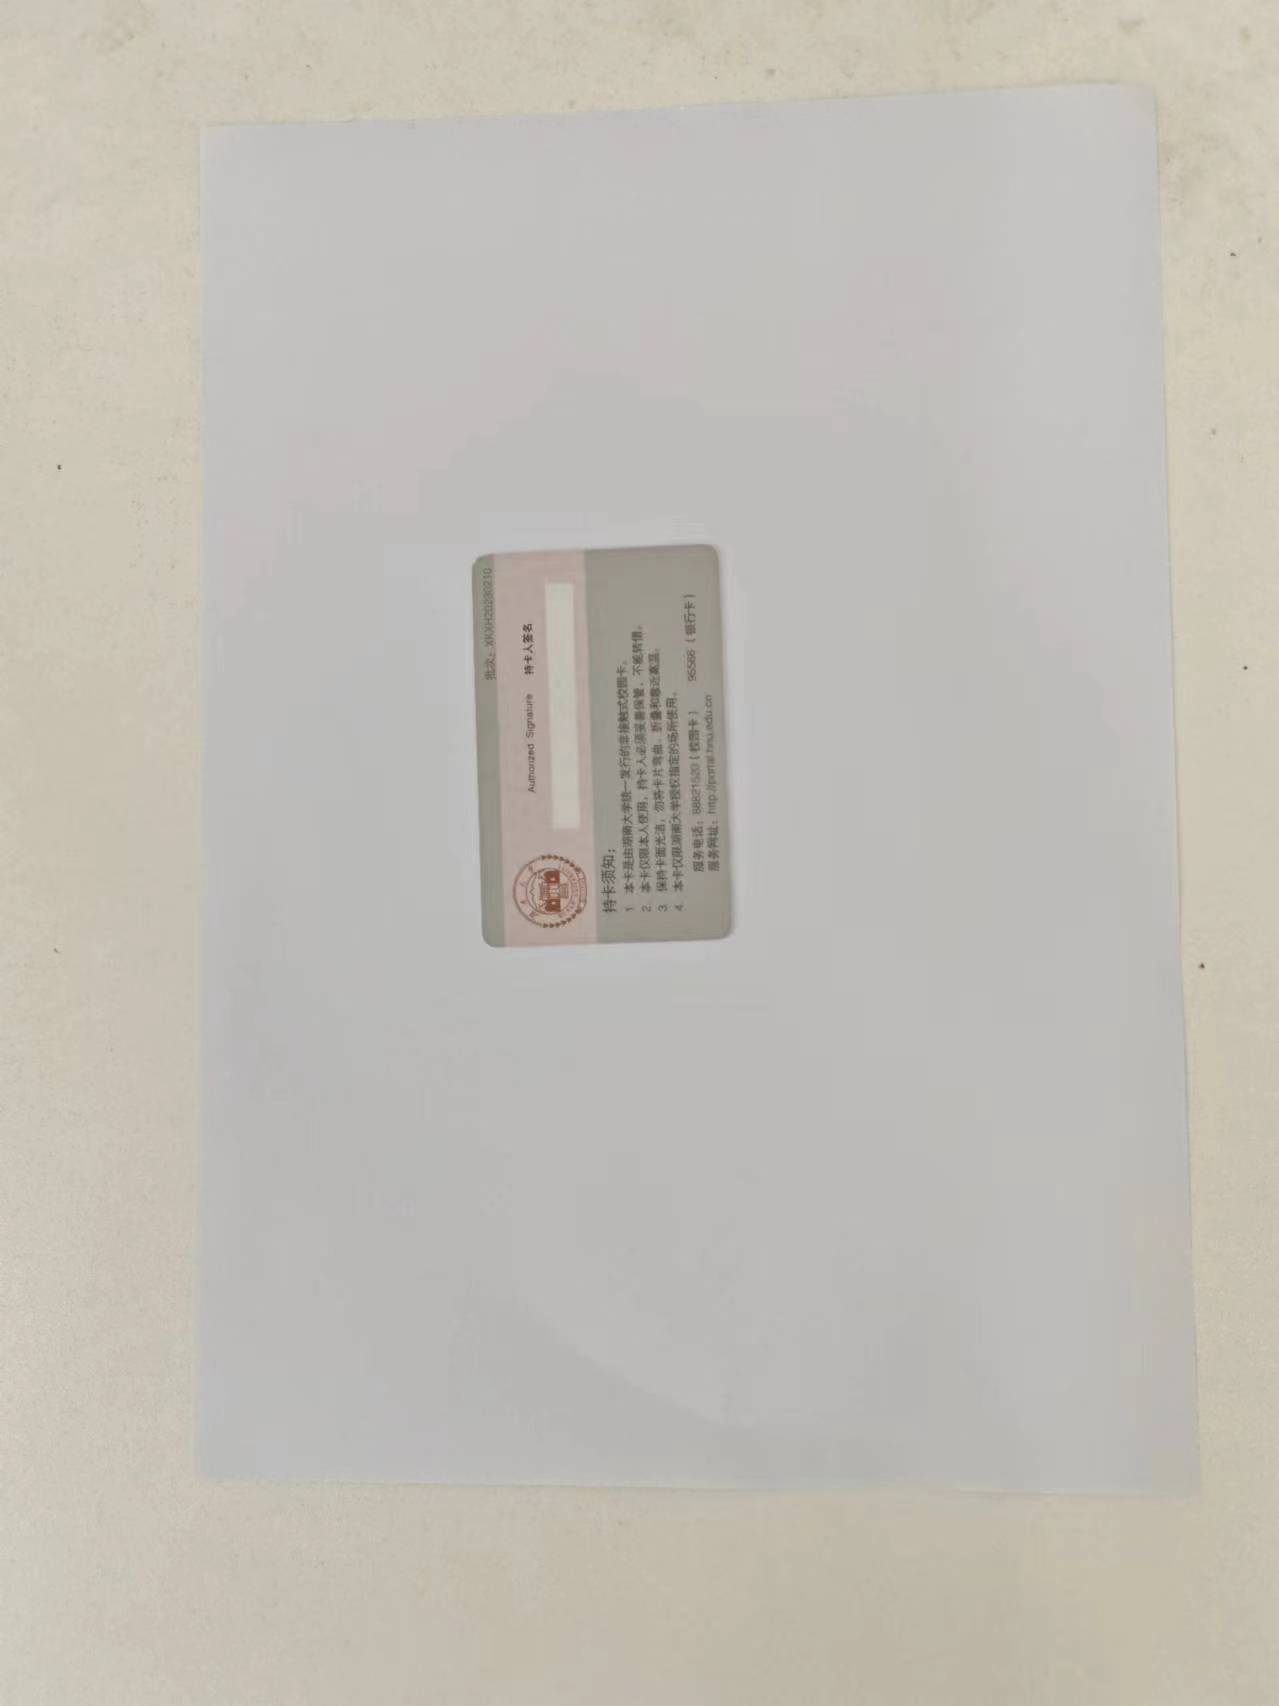 批次：XKXH20230210
Authorized Signature 持卡人签名
持卡须知：
1. 本卡是由湖南大学统一发行的非接触式校园卡。
2. 本卡仅限本人使用，持卡人必须妥善保管，不能转借。
3. 保持卡面光洁，勿将卡片弯曲、折叠和靠近高温。
4. 本卡仅限湖南大学授权指定的场所使用。
服务电话：88821520（校园卡） 95566（银行卡）
服务网址：http://portal.hnu.edu.cn